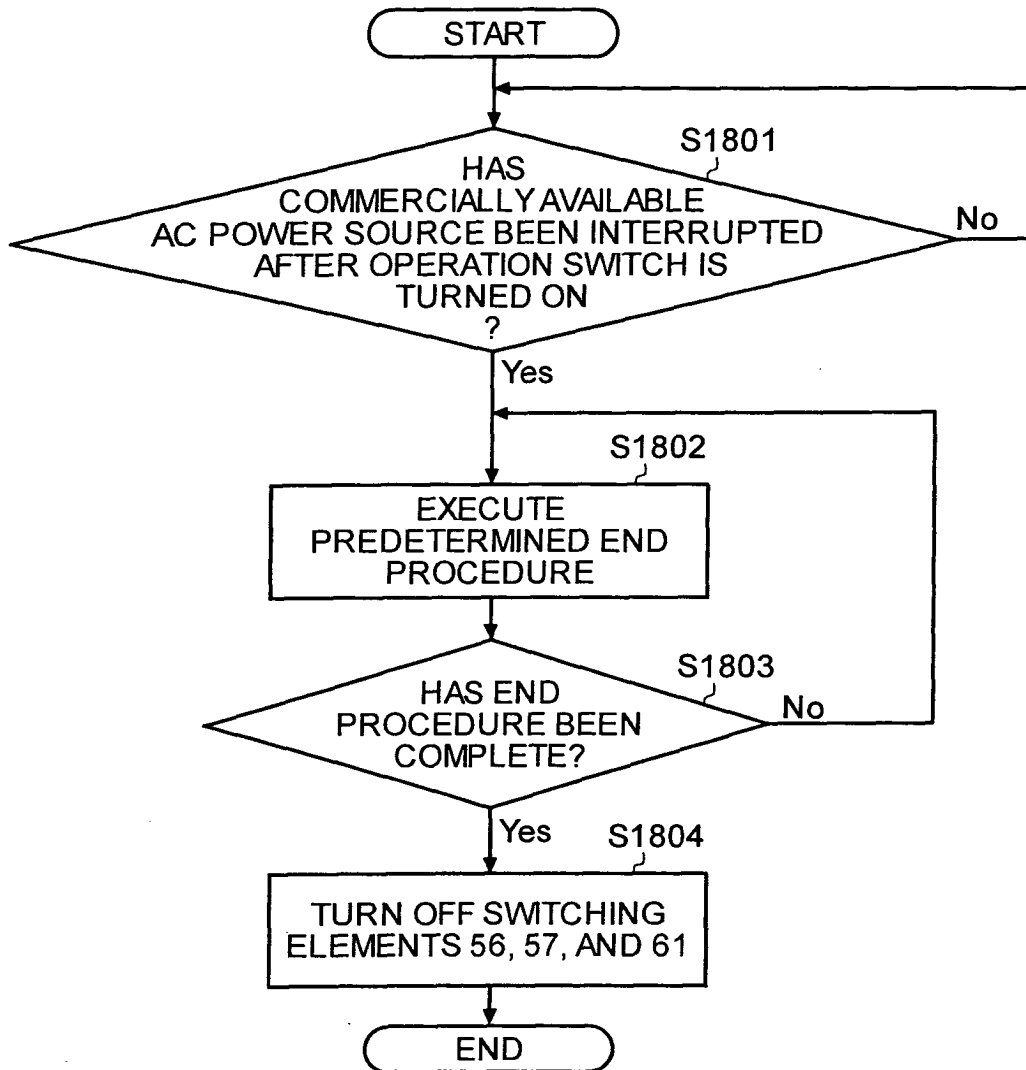 START
S1801
HAS
COMMERCIALLY AVAILABLE
AC POWER SOURCE BEEN INTERRUPTED
AFTER OPERATION SWITCH IS
TURNED ON
?
No
Yes
S1802
EXECUTE
PREDETERMINED END
PROCEDURE
S1803
HAS END
PROCEDURE BEEN
COMPLETE?
No
Yes
S1804
TURN OFF SWITCHING
ELEMENTS 56, 57, AND 61
END